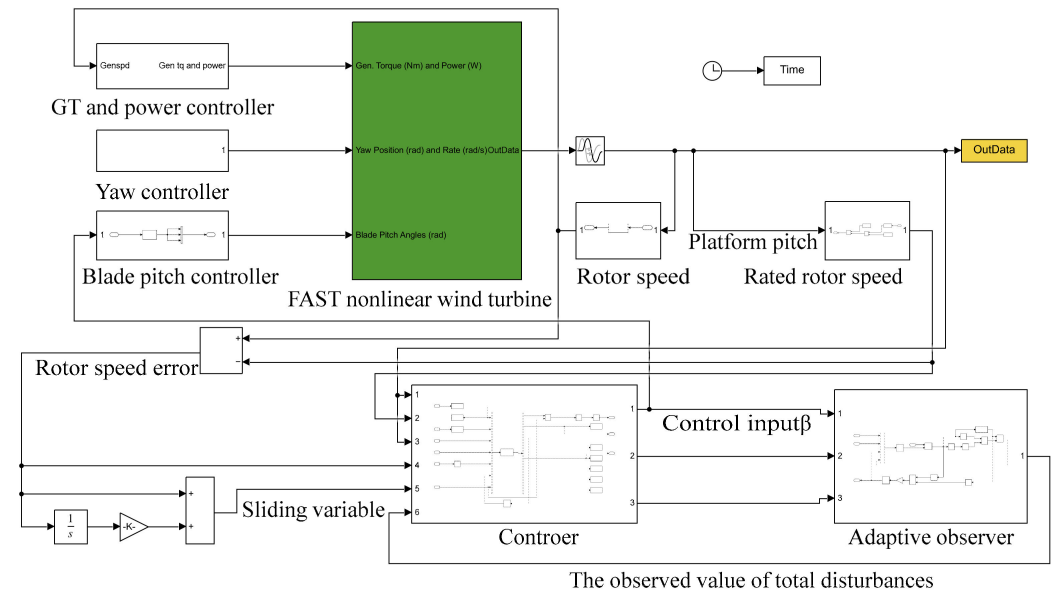 Genspd
Gen tq and power
GT and power controller
1
Yaw controller
1
1
Blade pitch controller
Gen. Torque (Nm) and Power (W)
Yaw Position (rad) and Rate (rad/s)
OutData
Blade Pitch Angles (rad)
FAST nonlinear wind turbine
Time
OutData
1
1
Rotor speed
Platform pitch
1
1
Rated rotor speed
+
−
Rotor speed error
+
+
1
s
-K-
Sliding variable
1
2
3
4
5
6
1
2
3
Controer
Control inputβ
1
2
3
1
Adaptive observer
The observed value of total disturbances